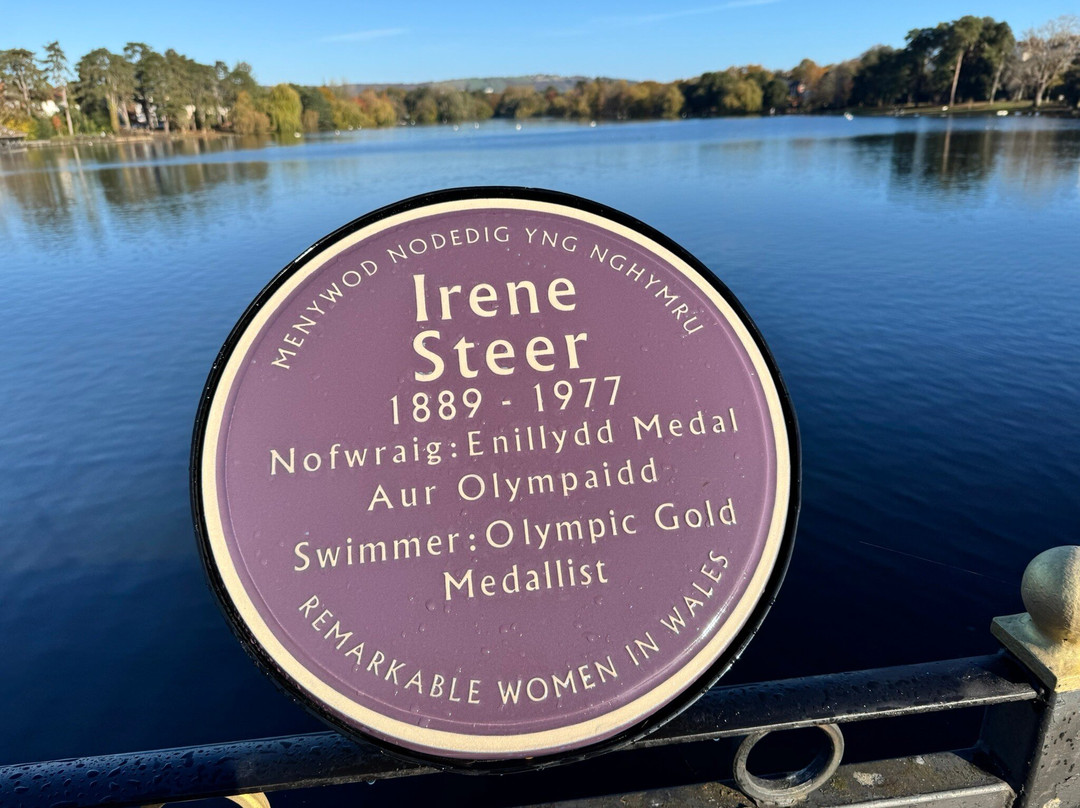 MENYWOD NODEDIG YNG NGHYMRU
Irene
Steer
1889 - 1977
Nofwraig: Enillydd Medal
Aur Olympaidd
Swimmer: Olympic Gold
Medallist
REMARKABLE WOMEN IN WALES